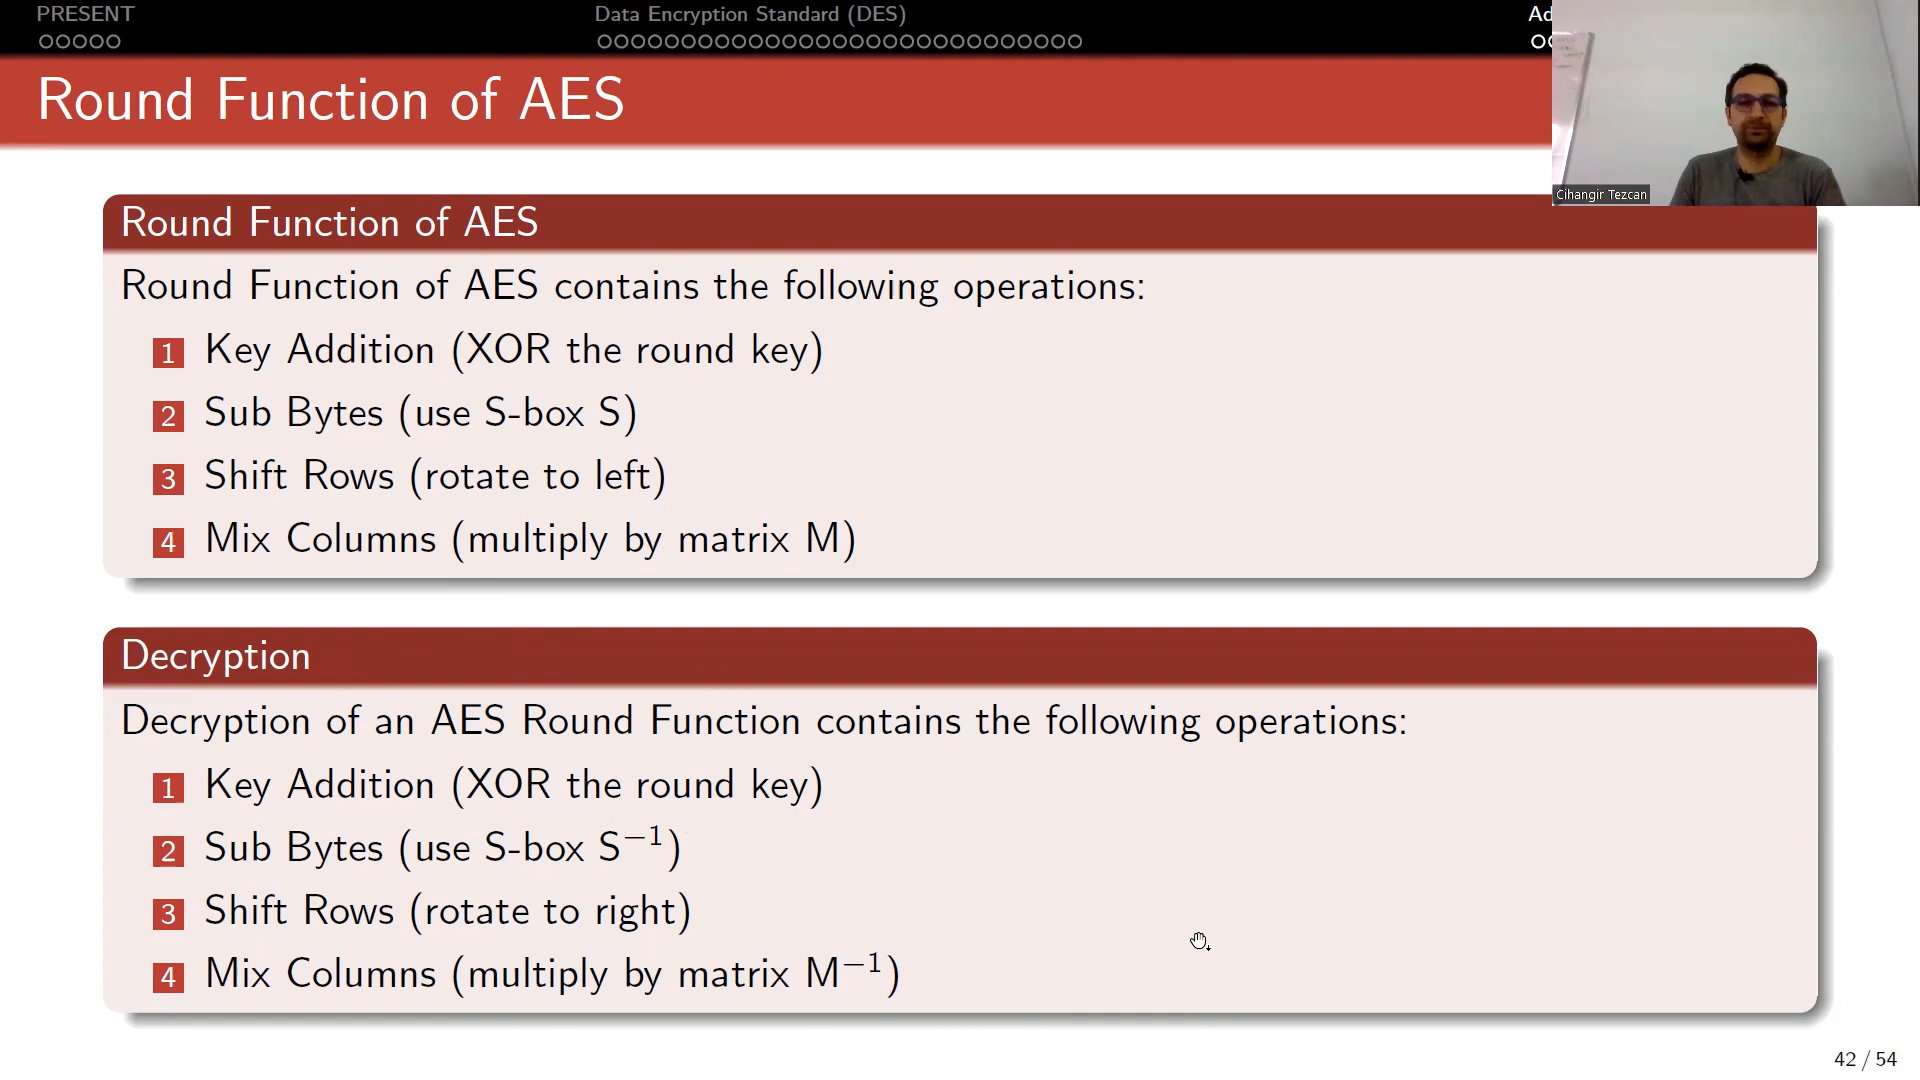 PRESENT
Data Encryption Standard (DES)
Ad
Round Function of AES
Cihangir Tezcan
Round Function of AES
Round Function of AES contains the following operations:
1 Key Addition (XOR the round key)
2 Sub Bytes (use S-box S)
3 Shift Rows (rotate to left)
4 Mix Columns (multiply by matrix M)
Decryption
Decryption of an AES Round Function contains the following operations:
1 Key Addition (XOR the round key)
2 Sub Bytes (use S-box S⁻¹)
3 Shift Rows (rotate to right)
4 Mix Columns (multiply by matrix M⁻¹)
42 / 54